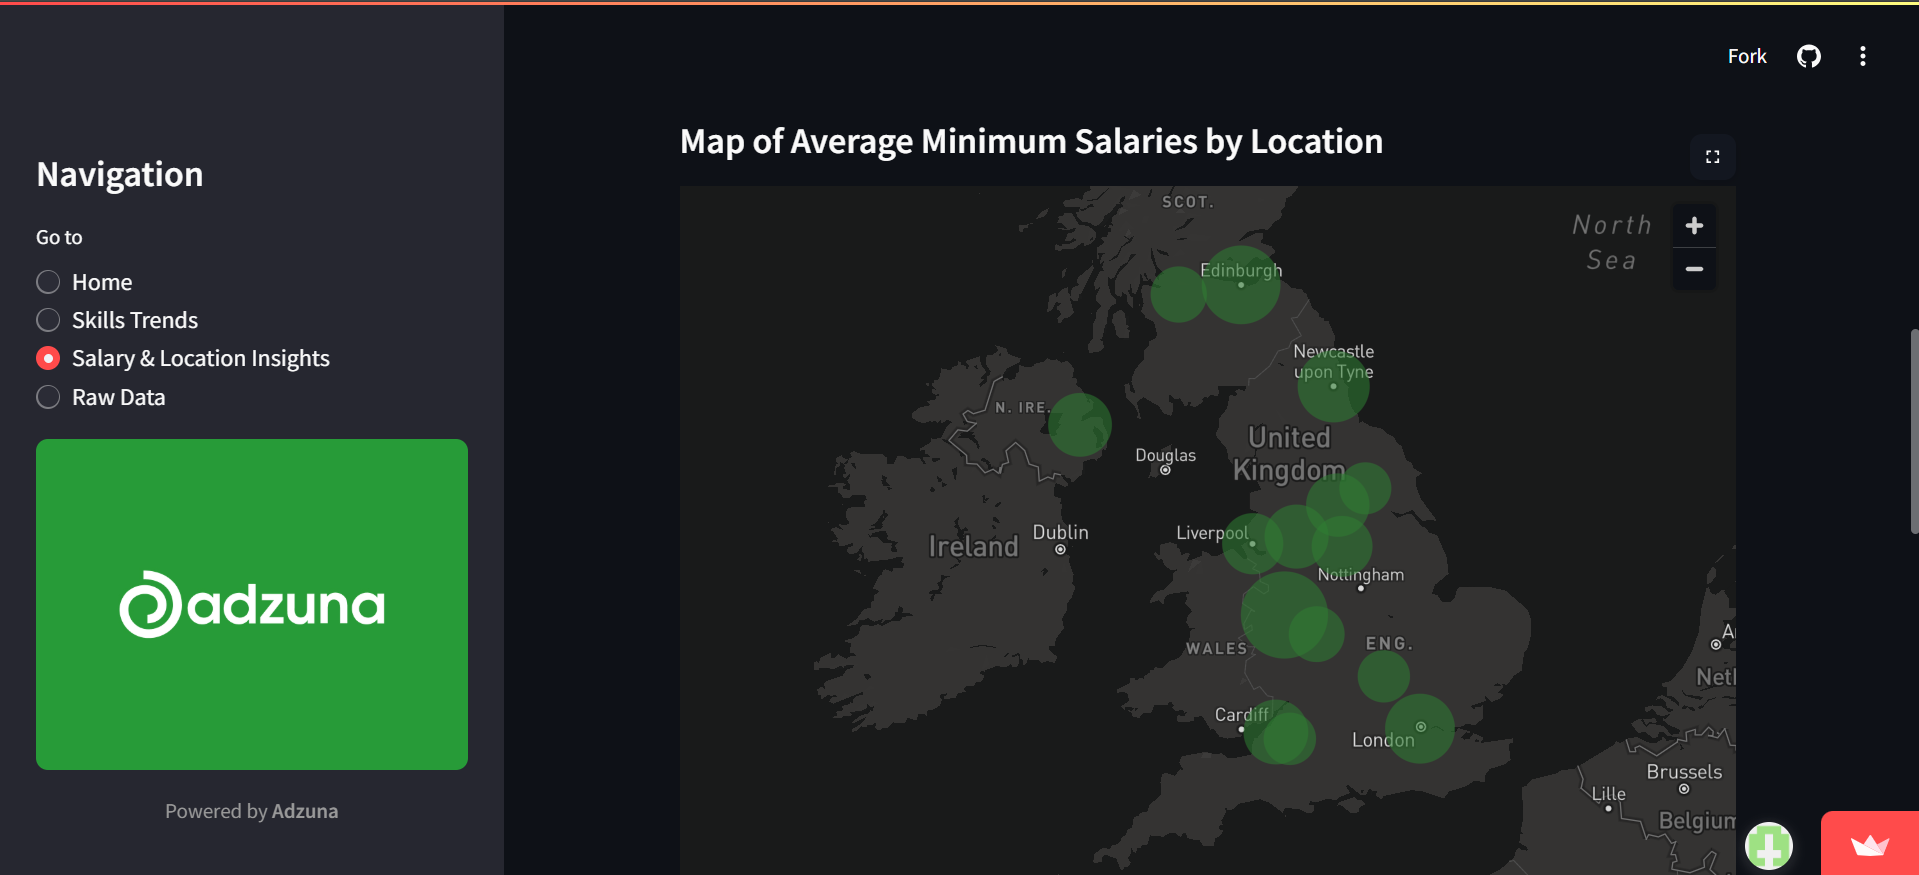 Fork
Navigation
Go to
Home
Skills Trends
Salary & Location Insights
Raw Data
adzuna
Powered by Adzuna
Map of Average Minimum Salaries by Location
SCOT.
North
Sea
Edinburgh
Newcastle
upon Tyne
N. IRE.
United
Kingdom
Douglas
Liverpool
Dublin
Ireland
Nottingham
WALES
ENG.
Cardiff
London
Brussels
Lille